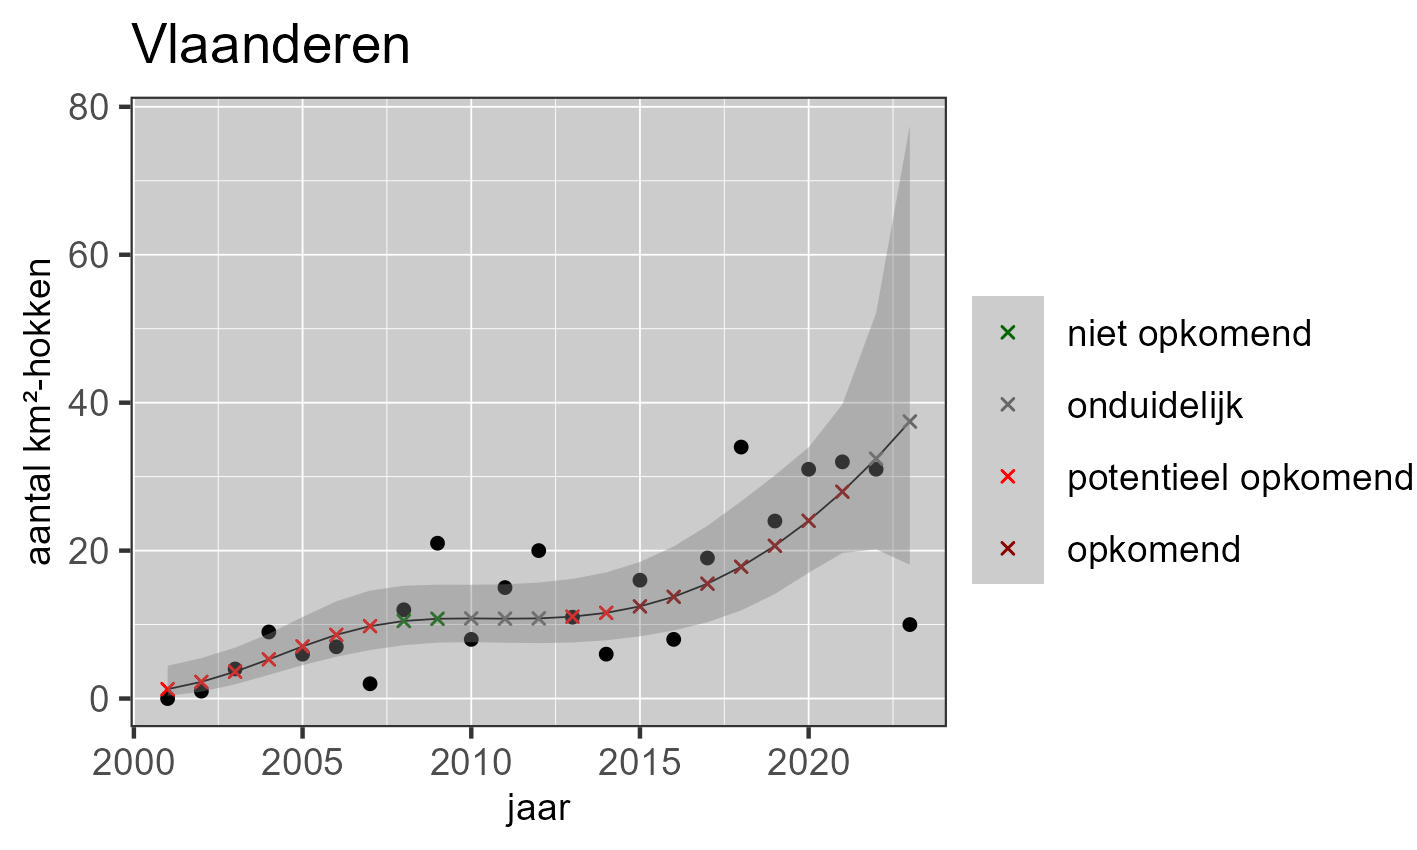 Vlaanderen
80
60
40
20
0
aantal km²-hokken
2000 2005 2010 2015 2020
jaar
niet opkomend
onduidelijk
potentieel opkomend
opkomend